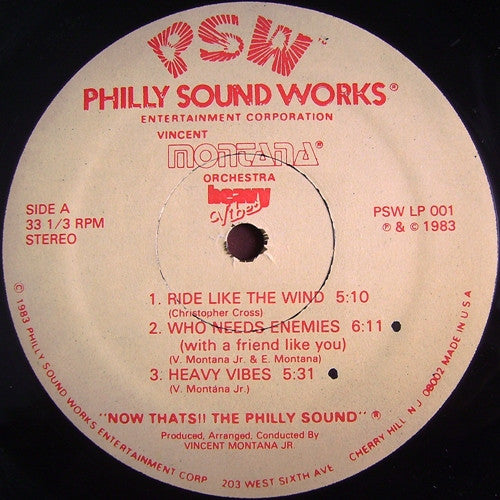 PSW®
PHILLY SOUND WORKS®
ENTERTAINMENT CORPORATION
VINCENT
MONTANA®
ORCHESTRA
heavy
vibes
SIDE A
33 1/3 RPM
STEREO
PSW LP 001
℗ & © 1983
1. RIDE LIKE THE WIND 5:10
(Christopher Cross)
2. WHO NEEDS ENEMIES 6:11
(with a friend like you)
(V. Montana Jr. & E. Montana)
3. HEAVY VIBES 5:31
(V. Montana Jr.)
"NOW THATS!! THE PHILLY SOUND"®
Produced, Arranged, Conducted By
VINCENT MONTANA JR.
© 1983 PHILLY SOUND WORKS ENTERTAINMENT CORP 203 WEST SIXTH AVE CHERRY HILL NJ 08002 MADE IN USA